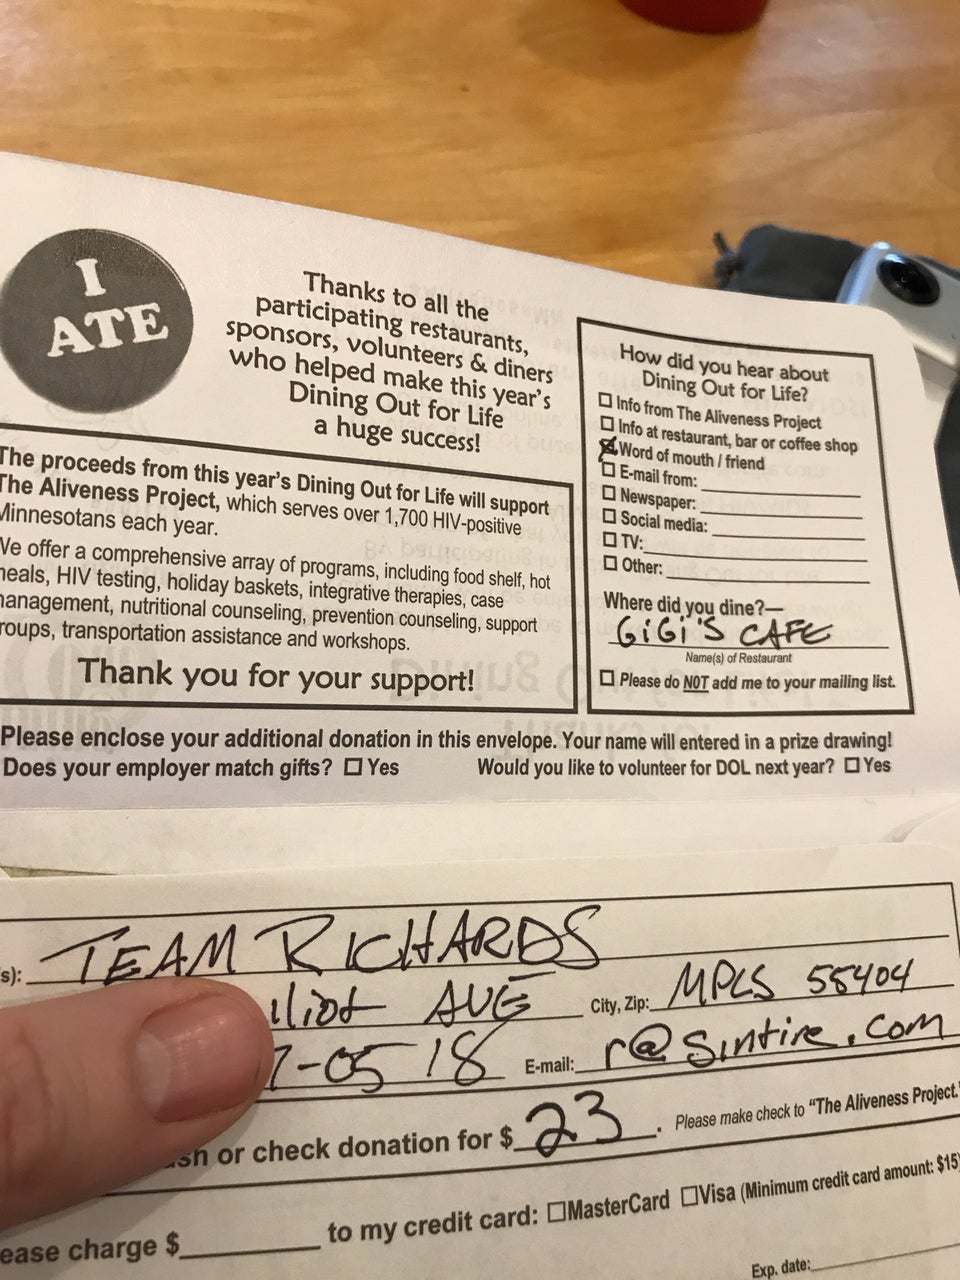 I
ATE
Thanks to all the
participating restaurants,
sponsors, volunteers & diners
who helped make this year's
Dining Out for Life
a huge success!
The proceeds from this year's Dining Out for Life will support
The Aliveness Project, which serves over 1,700 HIV-positive
Minnesotans each year.
We offer a comprehensive array of programs, including food shelf, hot
meals, HIV testing, holiday baskets, integrative therapies, case
management, nutritional counseling, prevention counseling, support
groups, transportation assistance and workshops.
Thank you for your support!
How did you hear about
Dining Out for Life?
Info from The Aliveness Project
Info at restaurant, bar or coffee shop
Word of mouth / friend
E-mail from:
Newspaper:
Social media:
TV:
Other:
Where did you dine?—
GiGi'S CAFE
Name(s) of Restaurant
Please do NOT add me to your mailing list.
Please enclose your additional donation in this envelope. Your name will entered in a prize drawing!
Does your employer match gifts? Yes Would you like to volunteer for DOL next year? Yes
s): TEAM RICHARDS
lliot AVE City, Zip: MPLS 55404
7-05 18 E-mail: r@sintire.com
sh or check donation for $ 23. Please make check to "The Aliveness Project."
ease charge $ to my credit card: MasterCard Visa (Minimum credit card amount: $15)
Exp. date: